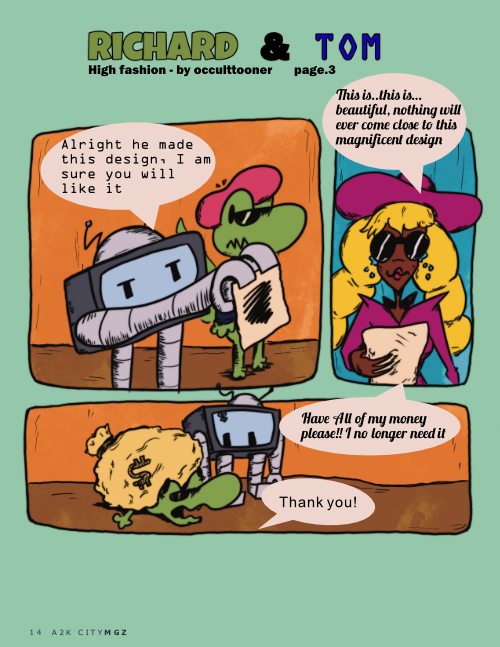 RICHARD & TOM
High fashion - by occulttooner page.3
This is..this is...
beautiful, nothing will
ever come close to this
magnificent design
Alright he made
this design, I am
sure you will
like it
Have All of my money
please!! I no longer need it
$
Thank you!
14 A2K CITYMGZ